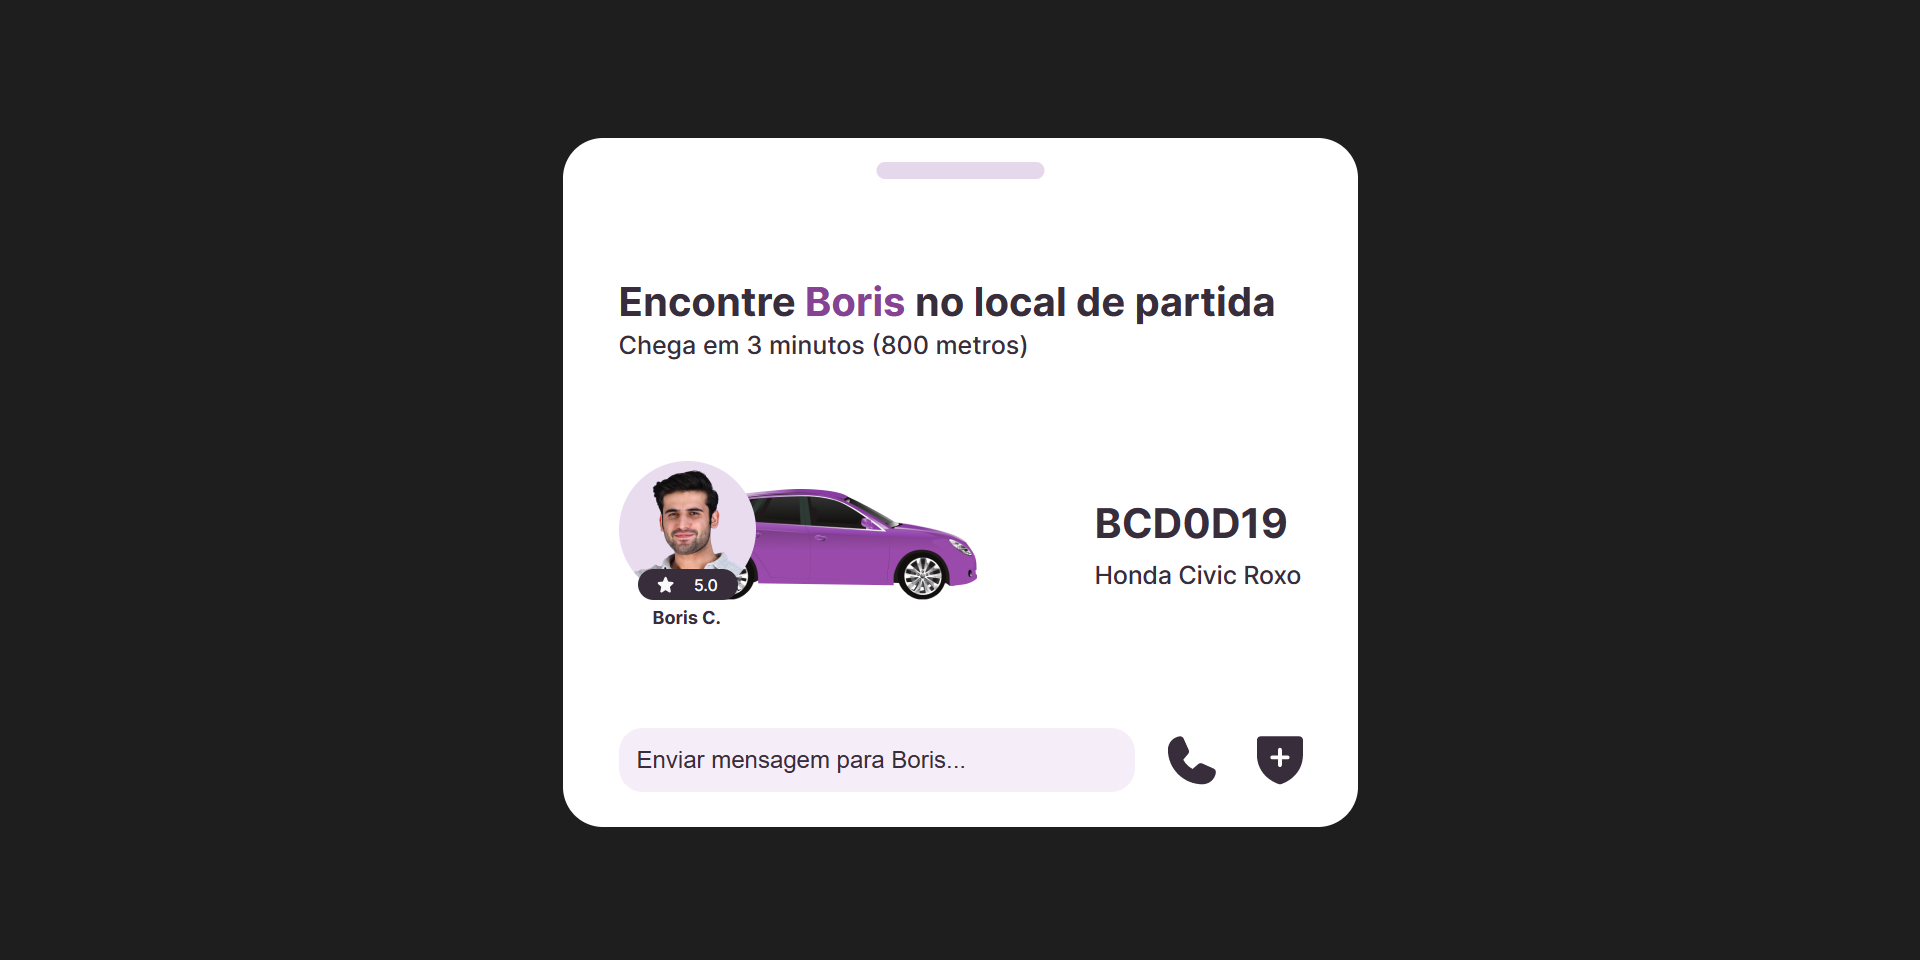 Encontre Boris no local de partida
Chega em 3 minutos (800 metros)
BCD0D19
Honda Civic Roxo
5.0
Boris C.
Enviar mensagem para Boris...